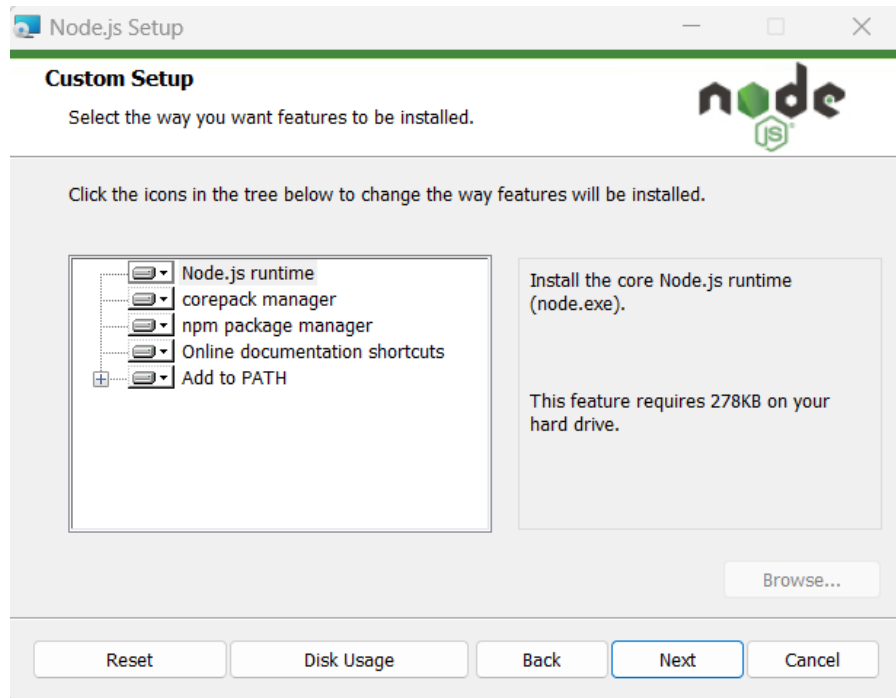 Node.js Setup
Custom Setup
Select the way you want features to be installed.
node
JS
Click the icons in the tree below to change the way features will be installed.
Node.js runtime
corepack manager
npm package manager
Online documentation shortcuts
Add to PATH
Install the core Node.js runtime
(node.exe).
This feature requires 278KB on your
hard drive.
Browse...
Reset
Disk Usage
Back
Next
Cancel